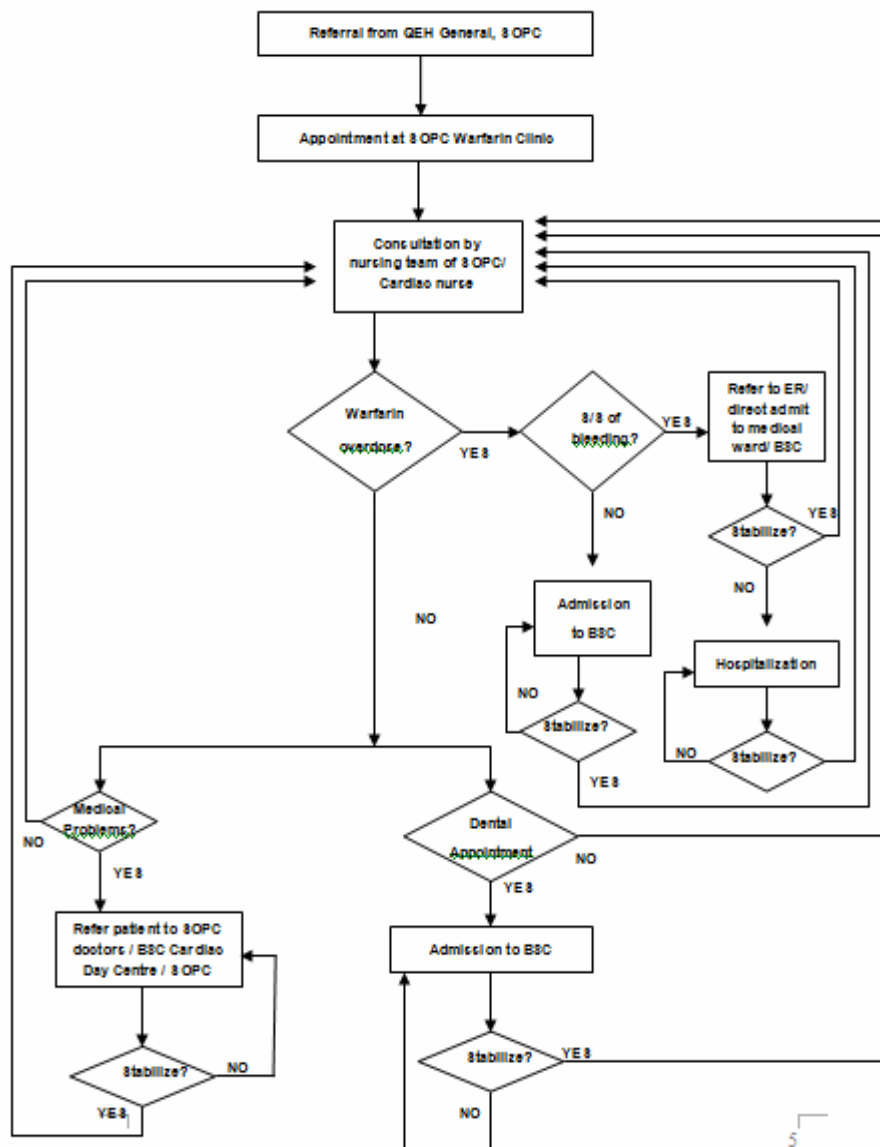 Referral from QEH General, SOPC
Appointment at SOPC Warfarin Clinic
Consultation by
nursing team of SOPC/
Cardiac nurse
Warfarin
overdose?
YES
S/S of
bleeding?
YES
Refer to ER/
direct admit
to medical
ward/ BSC
NO
Stabilize?
YES
NO
NO
Admission
to BSC
Hospitalization
NO
Stabilize?
YES
NO
Stabilize?
Medical
Problems?
NO
YES
Dental
Appointment
NO
YES
Refer patient to SOPC
doctors / BSC Cardiac
Day Centre / SOPC
Admission to BSC
Stabilize?
NO
YES
Stabilize?
YES
NO
5